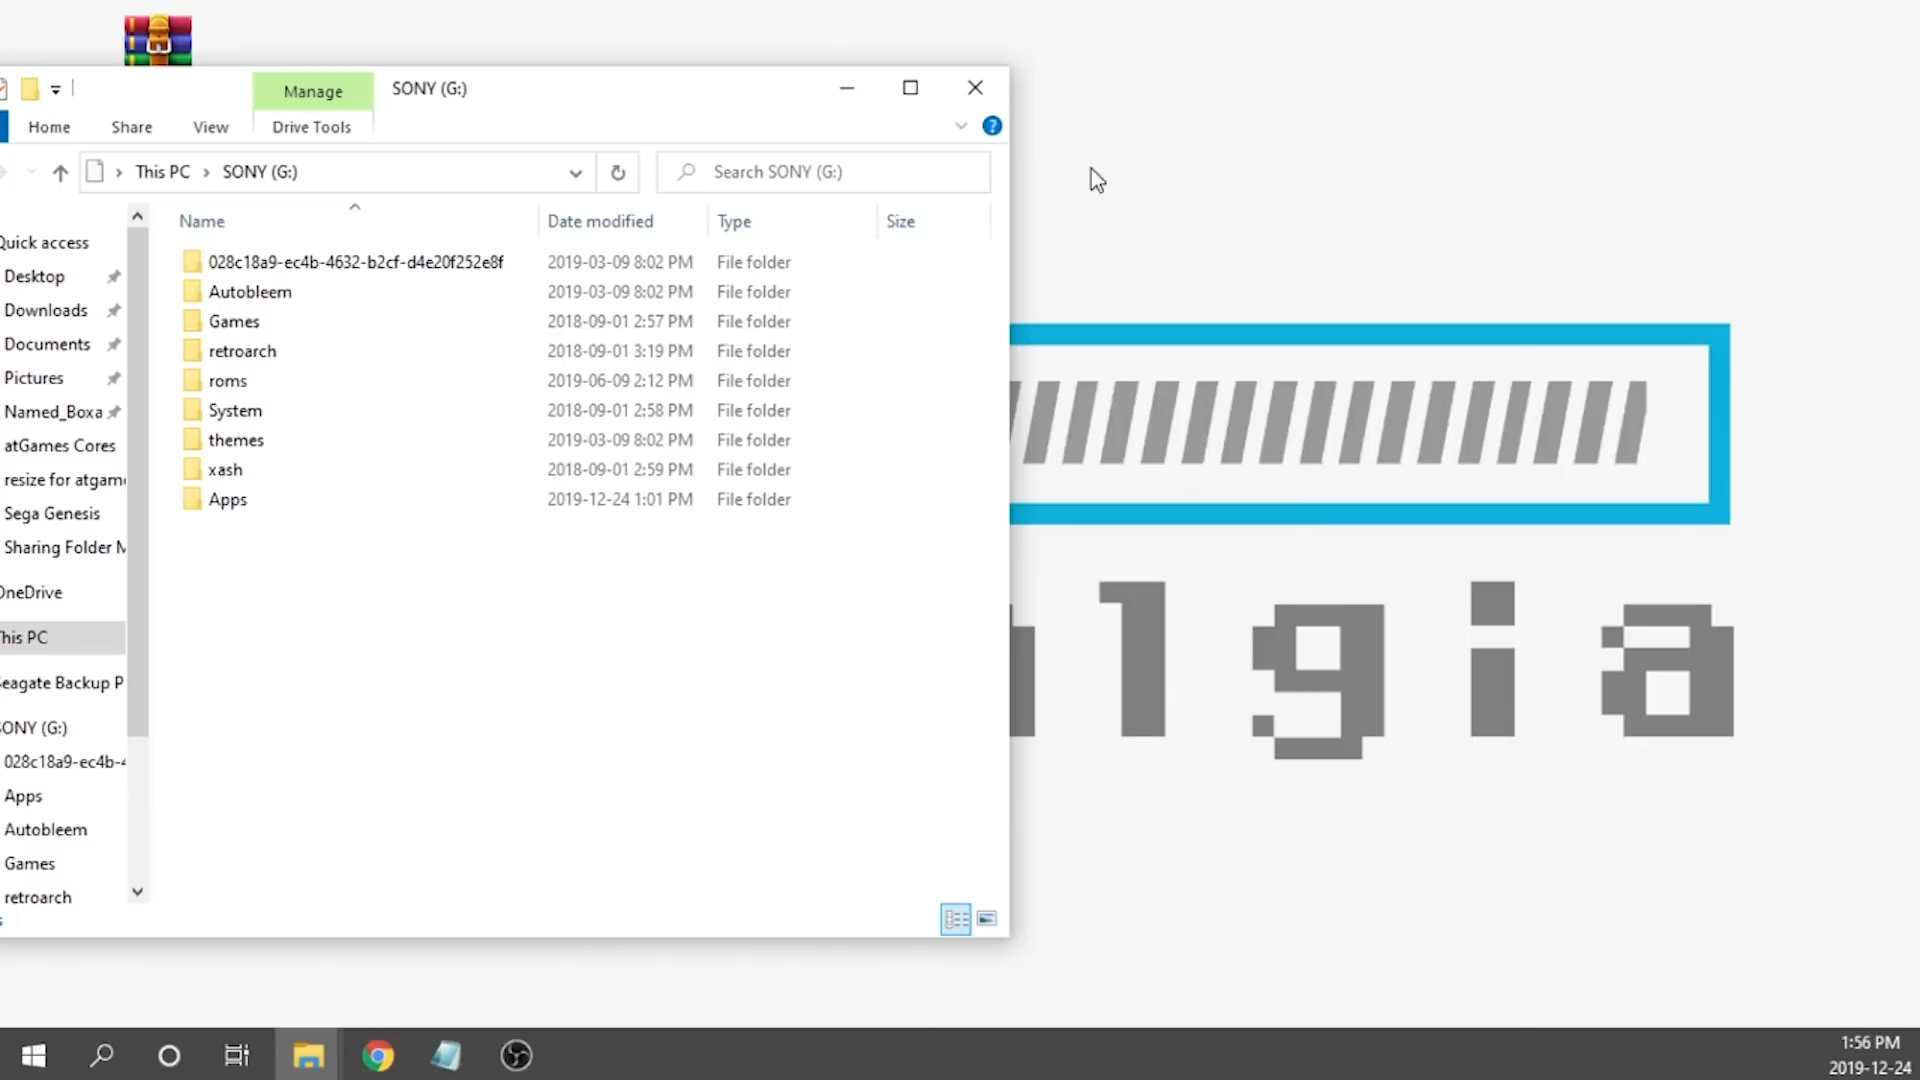 Manage
SONY (G:)
Home
Share
View
Drive Tools
?
This PC
SONY (G:)
Search SONY (G:)
Name
Date modified
Type
Size
028c18a9-ec4b-4632-b2cf-d4e20f252e8f 2019-03-09 8:02 PM File folder
Autobleem 2019-03-09 8:02 PM File folder
Games 2018-09-01 2:57 PM File folder
retroarch 2018-09-01 3:19 PM File folder
roms 2019-06-09 2:12 PM File folder
System 2018-09-01 2:58 PM File folder
themes 2019-03-09 8:02 PM File folder
xash 2018-09-01 2:59 PM File folder
Apps 2019-12-24 1:01 PM File folder
Quick access
Desktop
Downloads
Documents
Pictures
Named_Boxa
atGames Cores
resize for atgam
Sega Genesis
Sharing Folder M
OneDrive
This PC
Seagate Backup P
SONY (G:)
028c18a9-ec4b-4
Apps
Autobleem
Games
retroarch
lgia
1:56 PM
2019-12-24